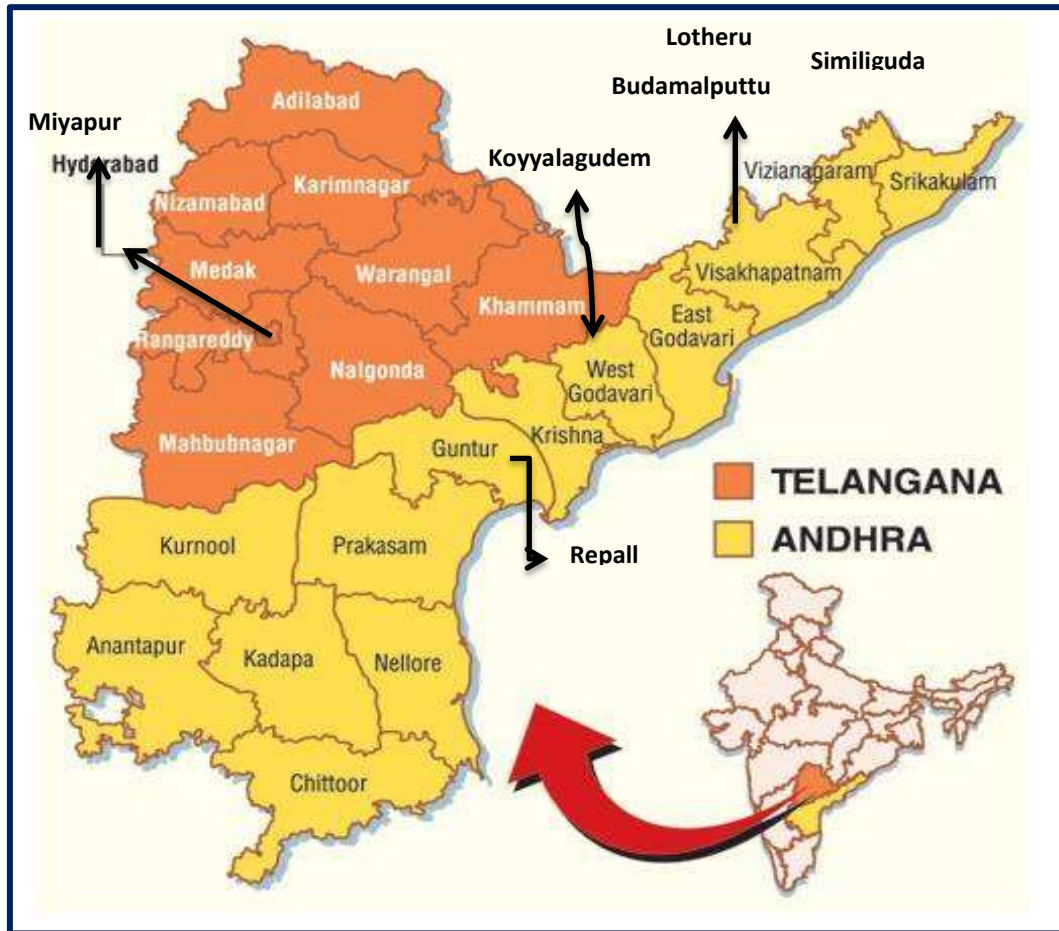 Lotheru
Similiguda
Budamalputtu
Miyapur
Adilabad
Koyyalagudem
Hyderabad
Karimnagar
Nizamabad
Vizianagaram
Srikakulam
Medak
Warangal
Visakhapatnam
Khammam
East
Godavari
Rangareddy
Nalgonda
West
Godavari
Mahbubnagar
Guntur
Krishna
TELANGANA
ANDHRA
Kurnool
Prakasam
Repall
Anantapur
Kadapa
Nellore
Chittoor